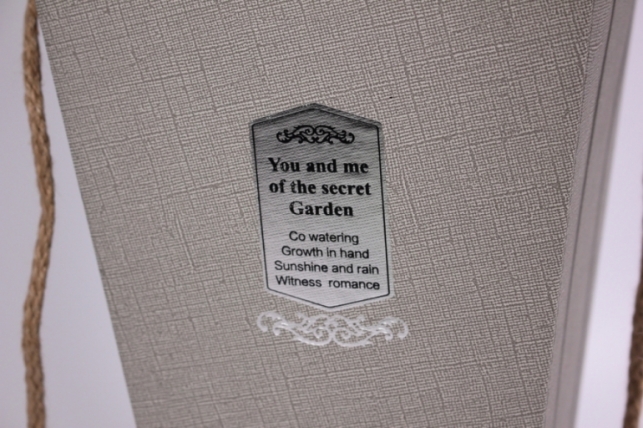 You and me
of the secret
Garden
Co watering
Growth in hand
Sunshine and rain
Witness romance